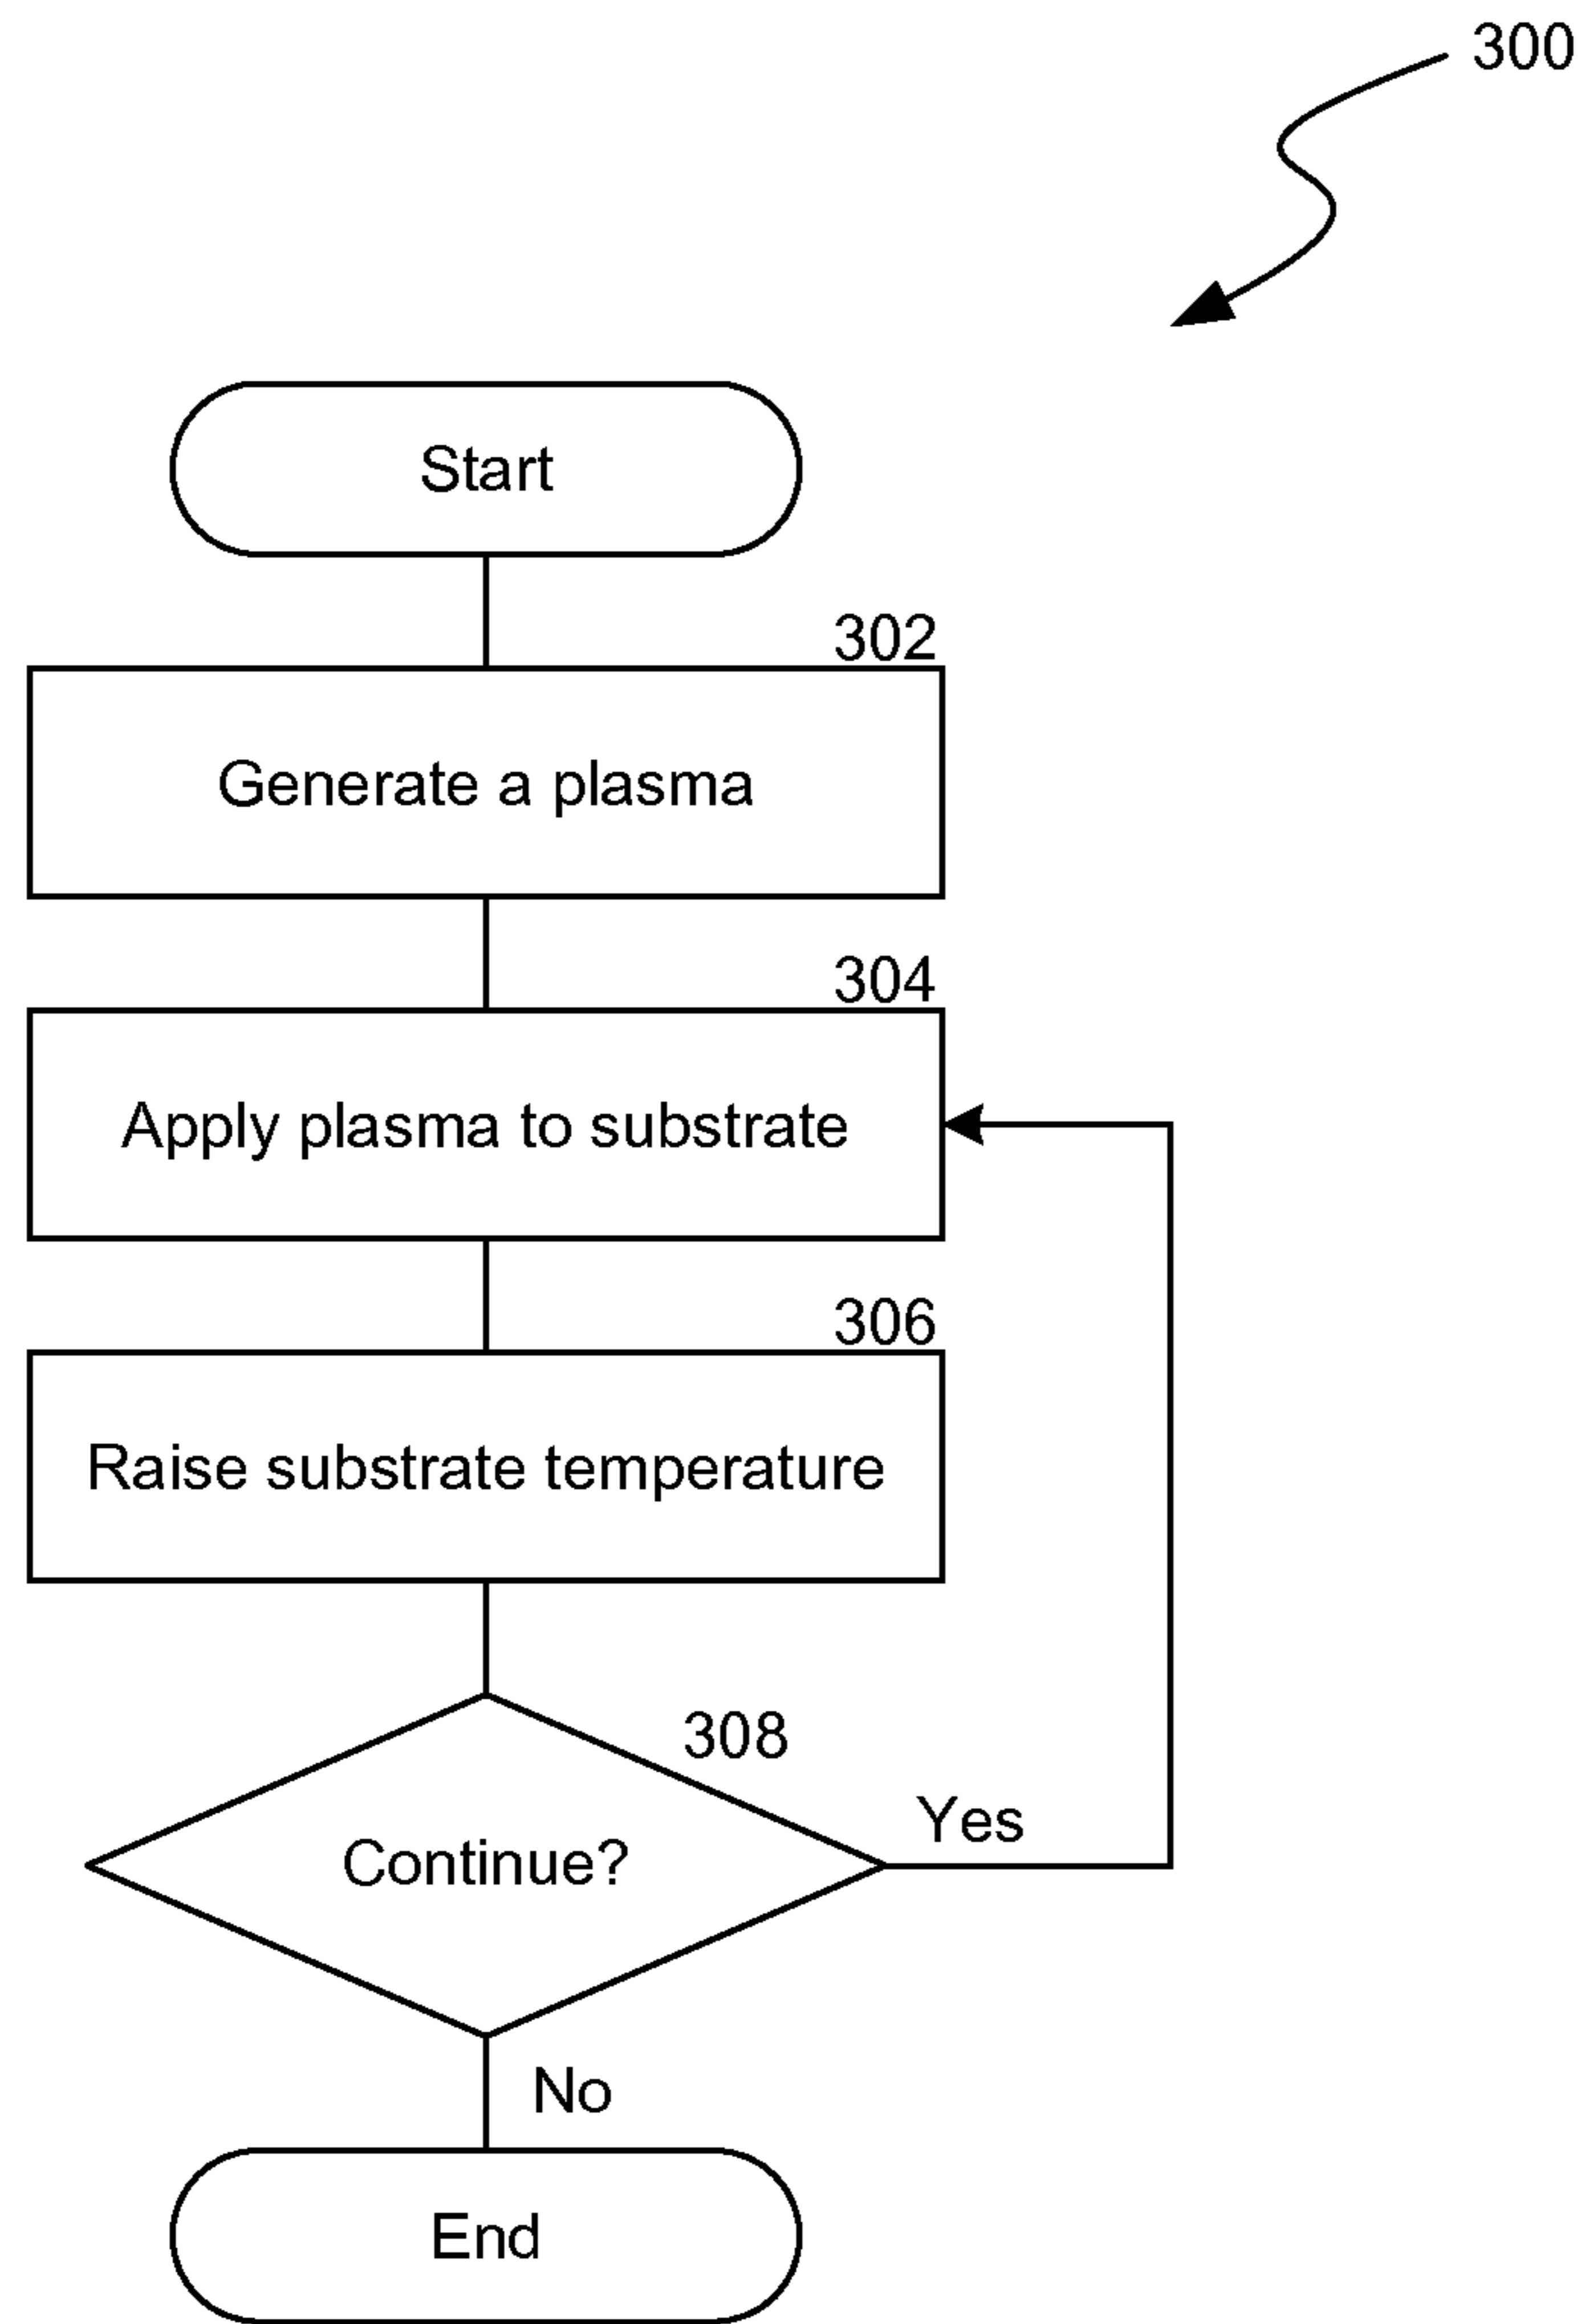 300
Start
302
Generate a plasma
304
Apply plasma to substrate
306
Raise substrate temperature
308
Yes
Continue?
No
End